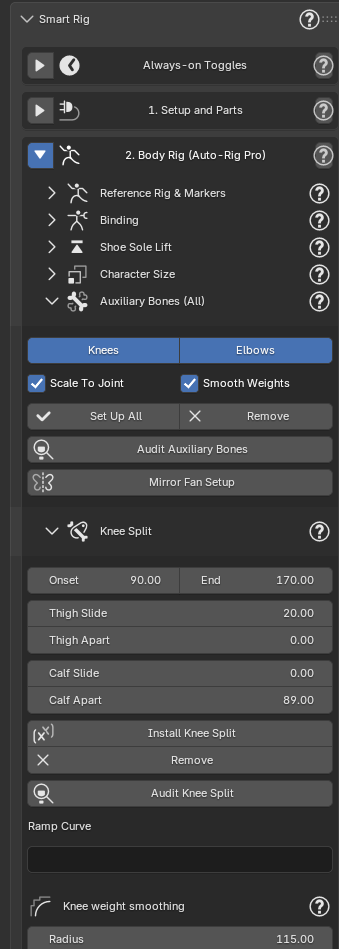 Smart Rig
Always-on Toggles
1. Setup and Parts
2. Body Rig (Auto-Rig Pro)
Reference Rig & Markers
Binding
Shoe Sole Lift
Character Size
Auxiliary Bones (All)
Knees Elbows
Scale To Joint Smooth Weights
Set Up All Remove
Audit Auxiliary Bones
Mirror Fan Setup
Knee Split
Onset 90.00 End 170.00
Thigh Slide 20.00
Thigh Apart 0.00
Calf Slide 0.00
Calf Apart 89.00
Install Knee Split
Remove
Audit Knee Split
Ramp Curve
Knee weight smoothing
Radius 115.00